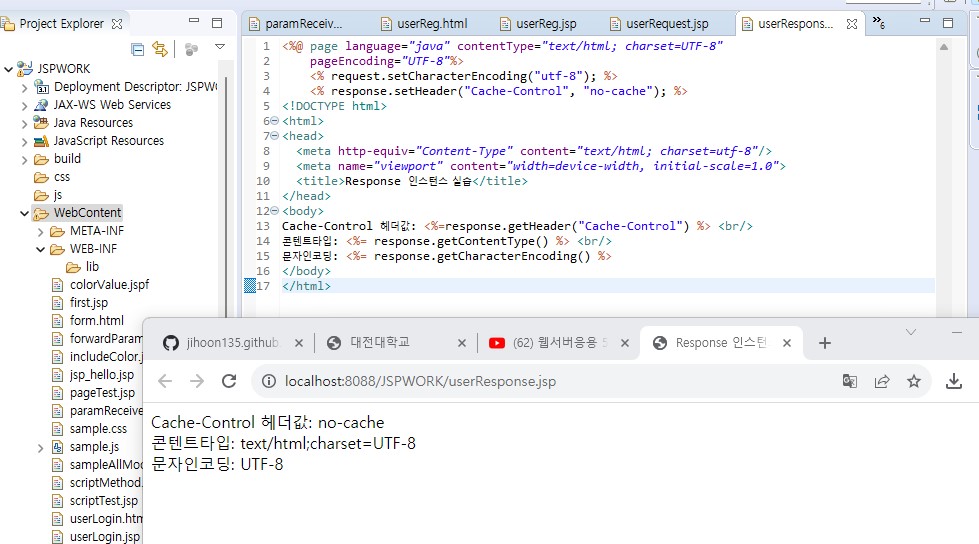 Project Explorer
JSPWORK
Deployment Descriptor: JSPWO
JAX-WS Web Services
Java Resources
JavaScript Resources
build
css
js
WebContent
META-INF
WEB-INF
lib
colorValue.jspf
first.jsp
form.html
forwardParam
includeColor.j
jsp_hello.jsp
pageTest.jsp
paramReceive
sample.css
sample.js
sampleAllMod
scriptMethod.
scriptTest.jsp
userLogin.htm
userLogin.jsp
paramReceiv... userReg.html userReg.jsp userRequest.jsp userRespons... »6
1 <%@ page language="java" contentType="text/html; charset=UTF-8"
2 pageEncoding="UTF-8"%>
3 <% request.setCharacterEncoding("utf-8"); %>
4 <% response.setHeader("Cache-Control", "no-cache"); %>
5 <!DOCTYPE html>
6 <html>
7 <head>
8 <meta http-equiv="Content-Type" content="text/html; charset=utf-8"/>
9 <meta name="viewport" content="width=device-width, initial-scale=1.0">
10 <title>Response 인스턴스 실습</title>
11 </head>
12 <body>
13 Cache-Control 헤더값: <%=response.getHeader("Cache-Control") %> <br/>
14 콘텐트타입: <%= response.getContentType() %> <br/>
15 문자인코딩: <%= response.getCharacterEncoding() %>
16 </body>
17 </html>
jihoon135.github. 대전대학교 (62) 웹서버응용 5 Response 인스턴
localhost:8088/JSPWORK/userResponse.jsp
Cache-Control 헤더값: no-cache
콘텐트타입: text/html;charset=UTF-8
문자인코딩: UTF-8